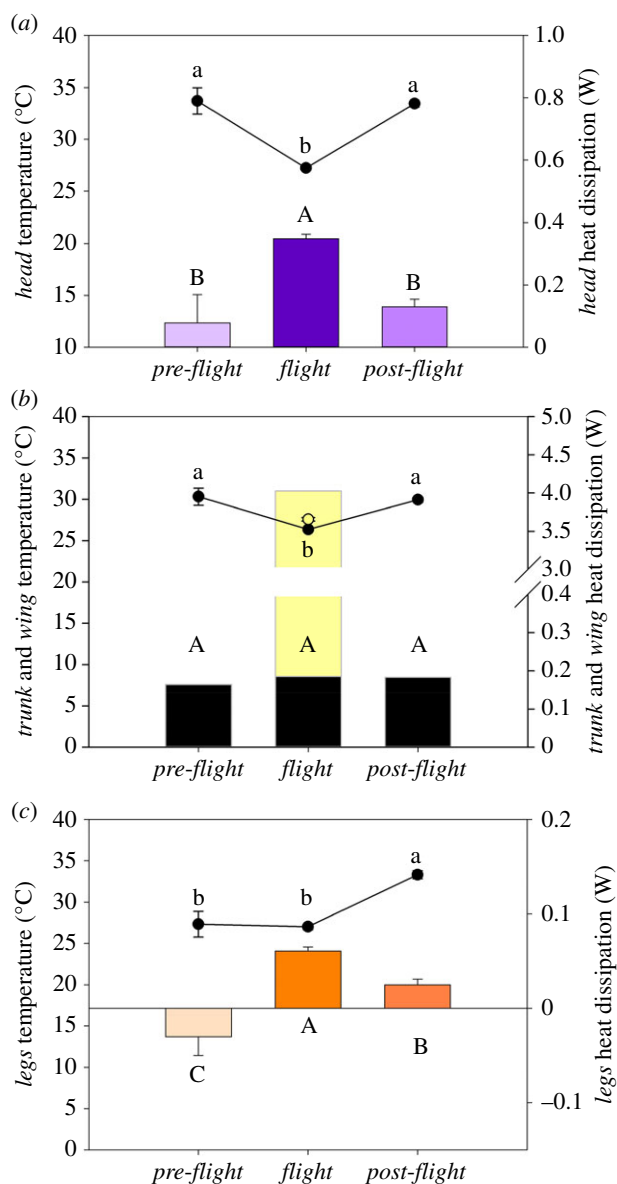 (a)
40
35
30
25
20
15
10
head temperature (°C)
a
b
a
B
A
B
1.0
0.8
0.6
0.4
0.2
0
head heat dissipation (W)
pre-flight flight post-flight
(b)
40
35
30
25
20
15
10
5
0
trunk and wing temperature (°C)
a
b
a
A
A
A
5.0
4.5
4.0
3.5
3.0
0.4
0.3
0.2
0.1
0
trunk and wing heat dissipation (W)
pre-flight flight post-flight
(c)
40
35
30
25
20
15
10
5
0
legs temperature (°C)
b
b
a
C
A
B
0.2
0.1
0
–0.1
legs heat dissipation (W)
pre-flight flight post-flight